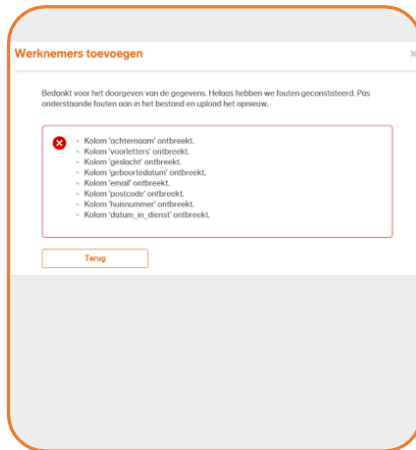 Werknemers toevoegen
Bedankt voor het doorgeven van de gegevens. Helaas hebben we fouten geconstateerd. Pas
onderstaande fouten aan in het bestand en upload het opnieuw.
Kolom 'achternaam' ontbreekt.
Kolom 'voorletters' ontbreekt.
Kolom 'geslacht' ontbreekt.
Kolom 'geboortedatum' ontbreekt.
Kolom 'email' ontbreekt.
Kolom 'postcode' ontbreekt.
Kolom 'huisnummer' ontbreekt.
Kolom 'datum_in_dienst' ontbreekt.
Terug